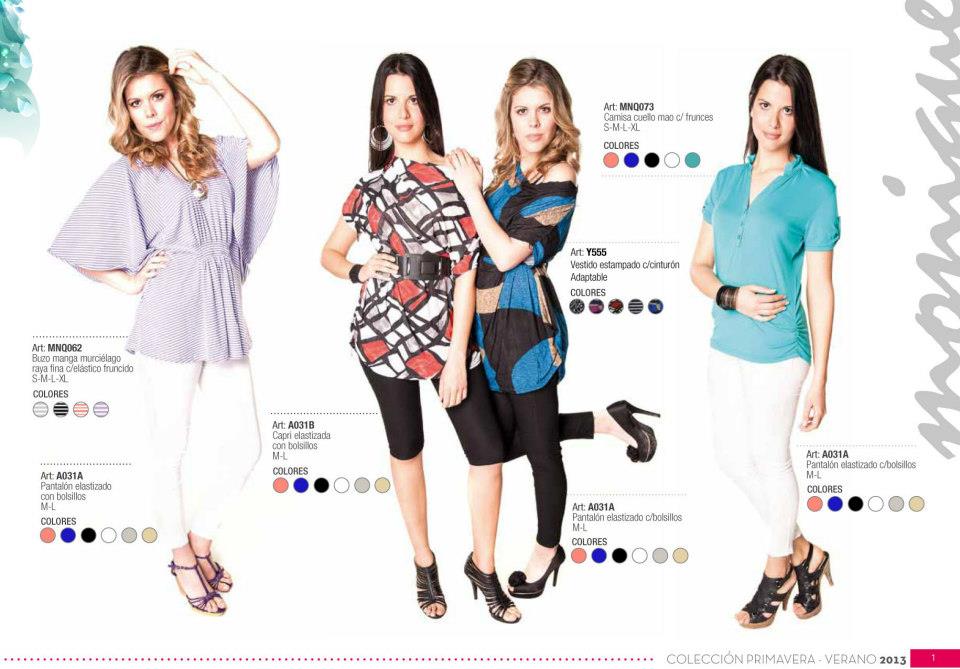 monique
Art: MNQ073
Camisa cuello mao c/ frunces
S-M-L-XL
COLORES
Art: Y555
Vestido estampado c/cinturón
Adaptable
COLORES
Art: MNQ062
Buzo manga murciélago
raya fina c/elástico fruncido
S-M-L-XL
COLORES
Art: A031B
Capri elastizada
con bolsillos
M-L
COLORES
Art: A031A
Pantalón elastizado
con bolsillos
M-L
COLORES
Art: A031A
Pantalón elastizado c/bolsillos
M-L
COLORES
Art: A031A
Pantalón elastizado c/bolsillos
M-L
COLORES
COLECCIÓN PRIMAVERA - VERANO 2013
1